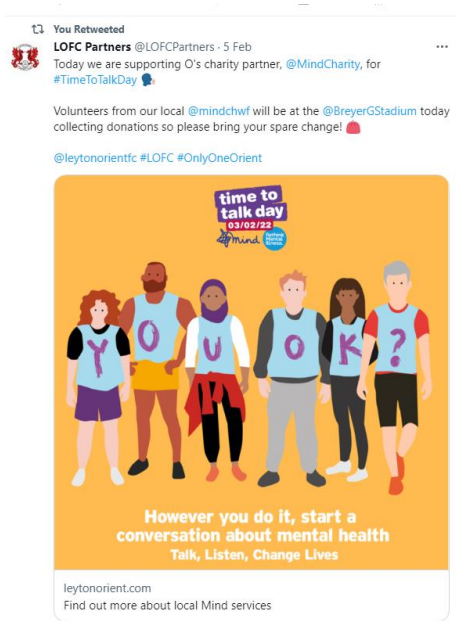 You Retweeted
LOFC Partners @LOFCPartners · 5 Feb
Today we are supporting O's charity partner, @MindCharity, for
#TimeToTalkDay
Volunteers from our local @mindchwf will be at the @BreyerGStadium today
collecting donations so please bring your spare change!
@leytonorientfc #LOFC #OnlyOneOrient
time to
talk day
03/02/22
mind Rethink
Mental
Illness.
Y O U O K ?
However you do it, start a
conversation about mental health
Talk, Listen, Change Lives
leytonorient.com
Find out more about local Mind services